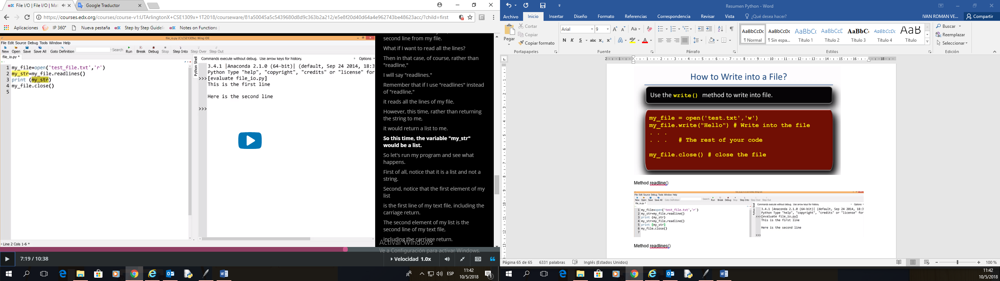 File I/O | File I/O | Mat
Google Traductor
https://courses.edx.org/courses/course-v1:UTArlingtonX+CSE1309x+1T2018/courseware/81a50045a5c5439680d8d9c363b2a212/e5e8f20d40d64a4e962743be48623acc/?child=first
Aplicaciones
IP 360°
Nueva pestaña
Step by Step Guideli
Notes on Functions
file_io.py (C:\CSE1309x): Wing IDE
File Edit Source Debug Tools Window Help
New Open Save Save All Goto Definition Search Run Break Debug Stop Step Into Step Over Step Out
file_io.py *
1 my_file=open('test_file.txt','r')
2 my_str=my_file.readlines()
3 print (my_str)
4 my_file.close()
5
Line 2 Cols 1-6 *
Python Shell
Commands execute without debug. Use arrow keys for history.
Options
3.4.1 |Anaconda 2.1.0 (64-bit)| (default, Sep 24 2014, 18:3
Python Type "help", "copyright", "credits" or "license" for
>>> [evaluate file_io.py]
This is the first line
Here is the second line
>>>
second line from my file.
What if I want to read all the lines?
Then in that case, of course, rather than
"readline,"
I will say "readlines."
Remember that if I use "readlines" instead
of "readline,"
it reads all the lines of my file.
However, this time, rather than returning
the string to me,
it would return a list to me.
So this time, the variable "my_str"
would be a list.
So let's run my program and see what
happens.
First of all, notice that it is a list and not a
string.
Second, notice that the first element of my
list
is the first line of my text file, including the
carriage return.
The second element of my list is the
second line of my text file,
including the carriage return.
Activar Windows
Ve a Configuración para activar Windows.
7:19 / 10:38
Velocidad 1.0x
ESP
11:42
10/5/2018
1
Resumen Python - Word
Archivo Inicio Insertar Diseño Formato Referencias Correspondencia Revisar Vista ¿Qué desea hacer?
IVAN ROMAN VE...
Compartir
Pegar
Cortar
Copiar
Copiar formato
Portapapeles
Arial
9
N K S abc x₂ x²
Fuente
Párrafo
AaBbCcDc AaBbCcDc AaBbC( AaBbCcE AaBbC AaBbCcDc AaB
¶ Normal ¶ Sin espa... Título 1 Título 2 Título 3 Título 4 Título
Estilos
Buscar
Reemplazar
Seleccionar
Edición
How to Write into a File?
Use the write() method to write into file.
my_file = open('test.txt','w')
my_file.write("Hello") # Write into the file
. . .
. . . # The rest of your code
my_file.close() # close the file
Method readline()
File Edit Source Debug Tools Window Help
New Open Save Save All Goto Definition Search Run Break Debug Stop Step Into Step Over Step Out
file_io.py *
1 my_file=open('test_file.txt','r')
2 my_str=my_file.readline()
3 print (my_str)
4 my_str=my_file.readline()
5 print (my_str)
6 my_file.close()
7
Python Shell
Commands execute without debug. Use arrow keys for history.
Options
3.4.1 |Anaconda 2.1.0 (64-bit)| (default, Sep 24 2014, 18:3
Python Type "help", "copyright", "credits" or "license" for
>>> [evaluate file_io.py]
This is the first line
Here is the second line
>>>
Method readlines()
Página 65 de 65
6331 palabras
Inglés (Estados Unidos)
100 %
11:42
10/5/2018